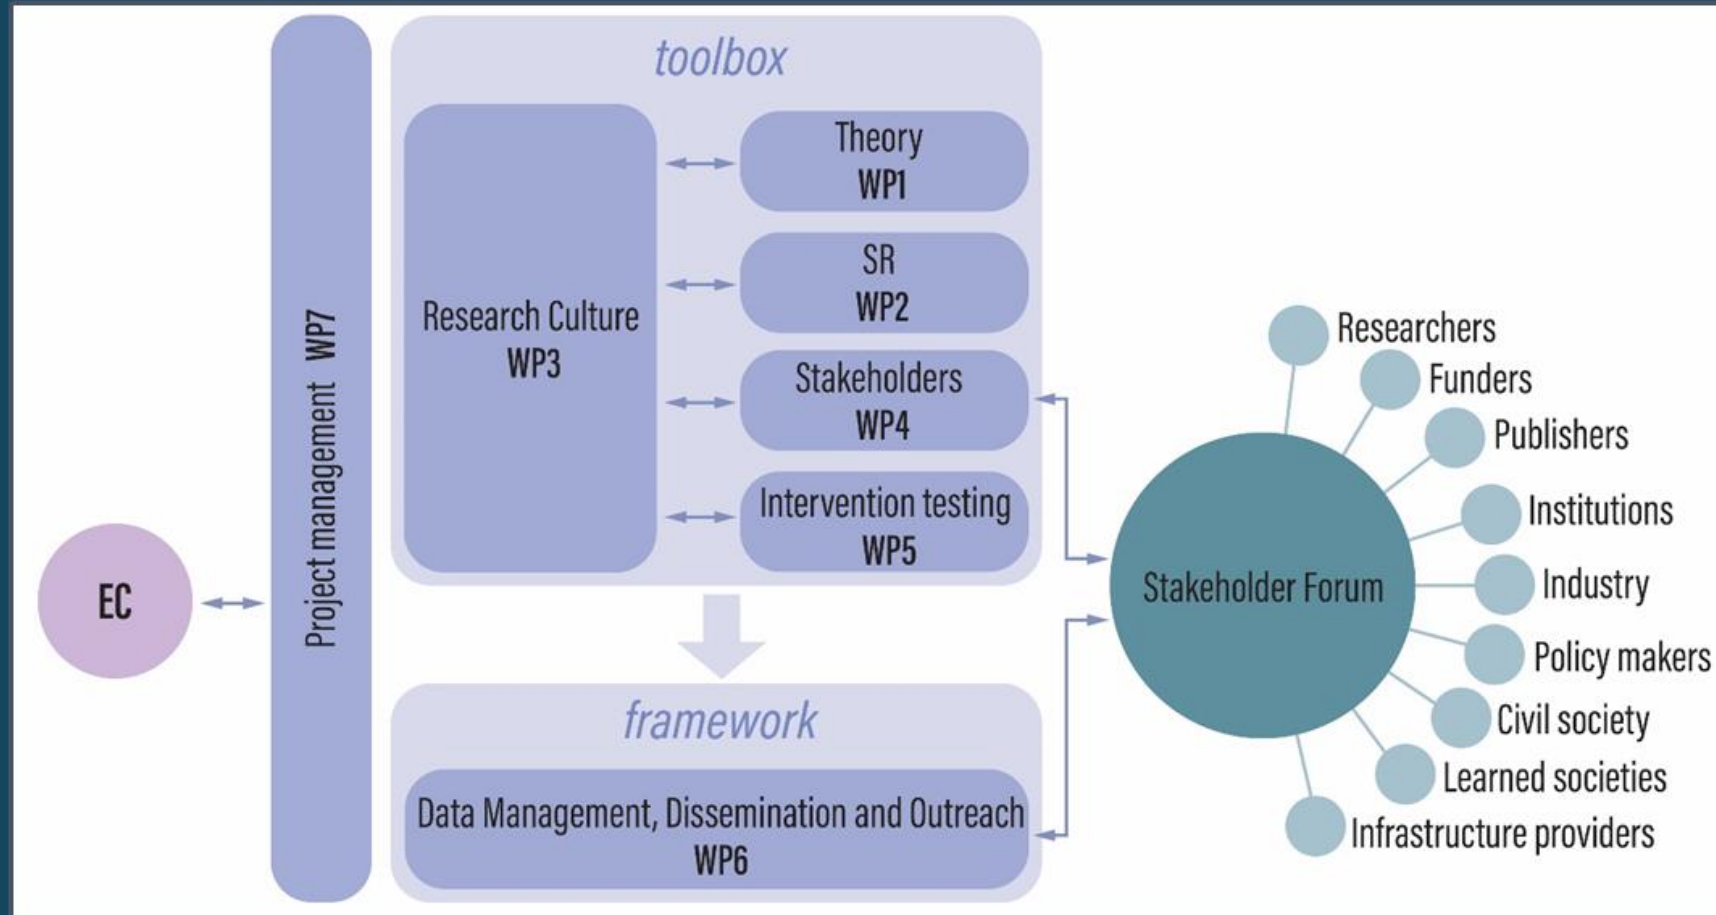 toolbox
Theory
WP1
SR
WP2
Research Culture
WP3
Stakeholders
WP4
Intervention testing
WP5
Project management WP7
EC
framework
Data Management, Dissemination and Outreach
WP6
Stakeholder Forum
Researchers
Funders
Publishers
Institutions
Industry
Policy makers
Civil society
Learned societies
Infrastructure providers